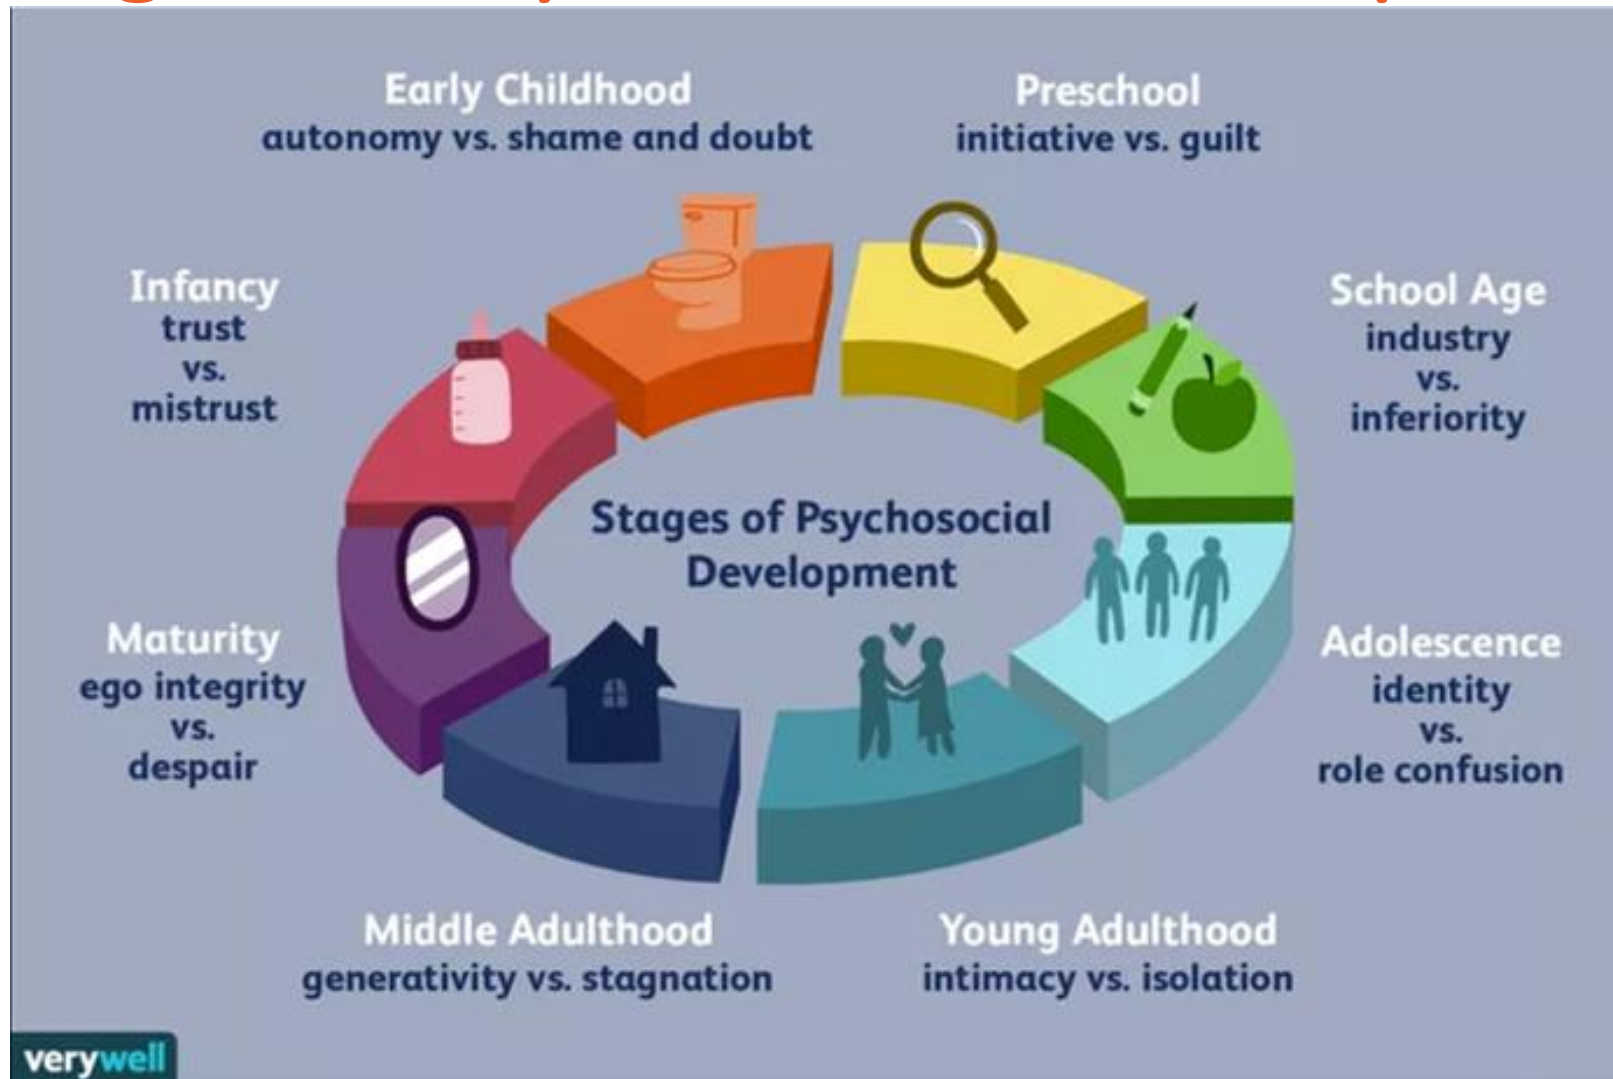 Early Childhood
autonomy vs. shame and doubt
Preschool
initiative vs. guilt
Infancy
trust
vs.
mistrust
School Age
industry
vs.
inferiority
Stages of Psychosocial
Development
Maturity
ego integrity
vs.
despair
Adolescence
identity
vs.
role confusion
Middle Adulthood
generativity vs. stagnation
Young Adulthood
intimacy vs. isolation
verywell